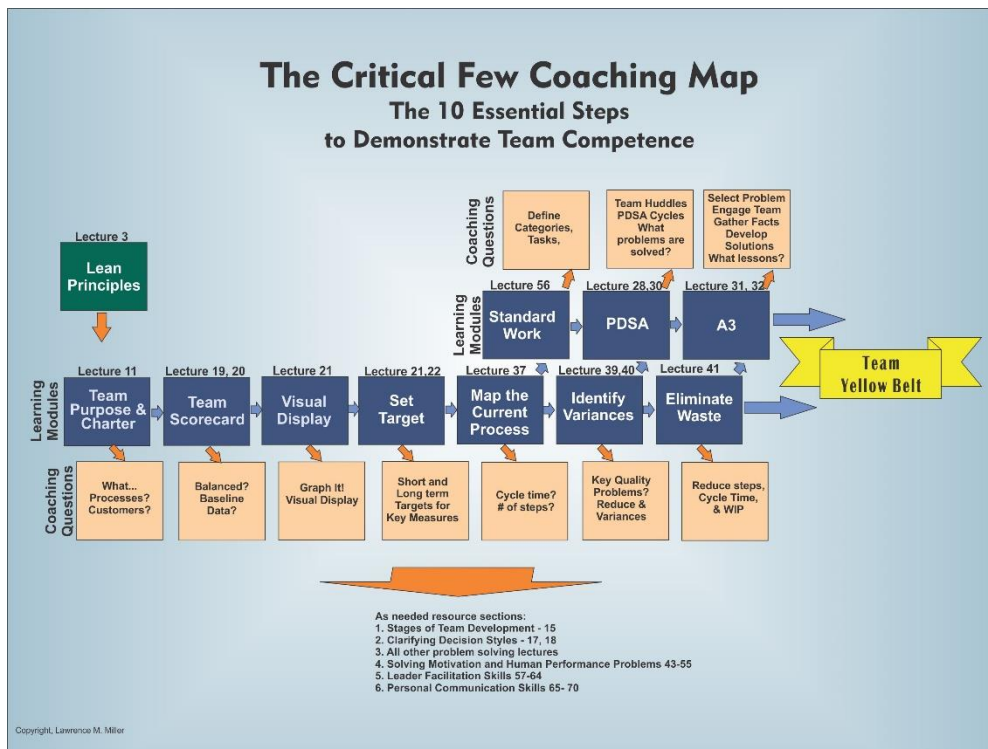 The Critical Few Coaching Map
The 10 Essential Steps
to Demonstrate Team Competence
Coaching
Questions
Define
Categories,
Tasks,
Team Huddles
PDSA Cycles
What
problems are
solved?
Select Problem
Engage Team
Gather Facts
Develop
Solutions
What lessons?
Lecture 3
Lean
Principles
Learning
Modules
Lecture 56
Standard
Work
Lecture 28,30
PDSA
Lecture 31, 32
A3
Team
Yellow Belt
Learning
Modules
Lecture 11
Team
Purpose &
Charter
Lecture 19, 20
Team
Scorecard
Lecture 21
Visual
Display
Lecture 21,22
Set
Target
Lecture 37
Map the
Current
Process
Lecture 39,40
Identify
Variances
Lecture 41
Eliminate
Waste
Coaching
Questions
What...
Processes?
Customers?
Balanced?
Baseline
Data?
Graph It!
Visual Display
Short and
Long term
Targets for
Key Measures
Cycle time?
# of steps?
Key Quality
Problems?
Reduce &
Variances
Reduce steps,
Cycle Time,
& WIP
As needed resource sections:
1. Stages of Team Development - 15
2. Clarifying Decision Styles - 17, 18
3. All other problem solving lectures
4. Solving Motivation and Human Performance Problems 43-55
5. Leader Facilitation Skills 57-64
6. Personal Communication Skills 65- 70
Copyright, Lawrence M. Miller